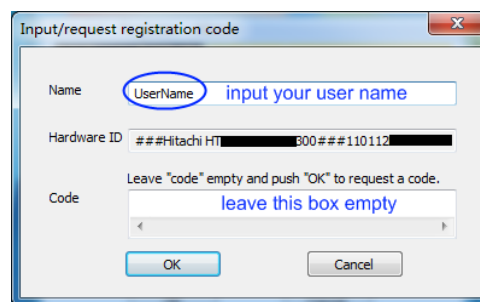 Input/request registration code
Name UserName input your user name
Hardware ID ###Hitachi HT 300###110112
Leave "code" empty and push "OK" to request a code.
Code leave this box empty
OK Cancel